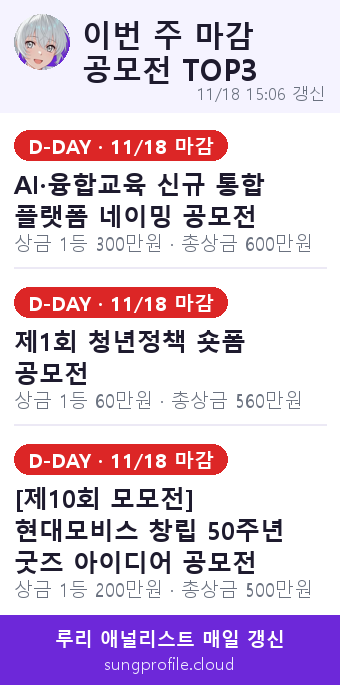 이번 주 마감
공모전 TOP3
11/18 15:06 갱신
D-DAY · 11/18 마감
AI·융합교육 신규 통합
플랫폼 네이밍 공모전
상금 1등 300만원 · 총상금 600만원
D-DAY · 11/18 마감
제1회 청년정책 숏폼
공모전
상금 1등 60만원 · 총상금 560만원
D-DAY · 11/18 마감
[제10회 모모전]
현대모비스 창립 50주년
굿즈 아이디어 공모전
상금 1등 200만원 · 총상금 500만원
루리 애널리스트 매일 갱신
sungprofile.cloud